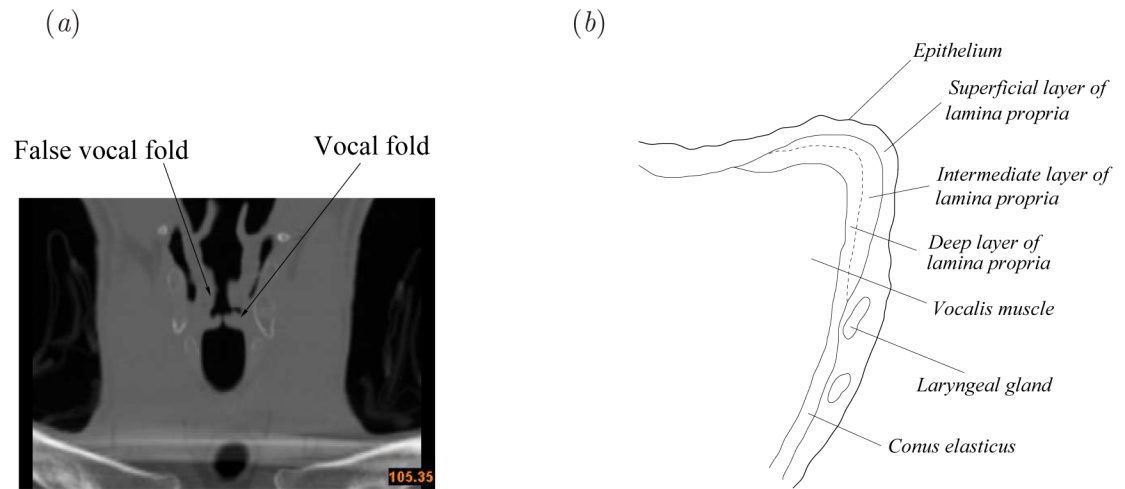 (a)
False vocal fold
Vocal fold
105.35
(b)
Epithelium
Superficial layer of
lamina propria
Intermediate layer of
lamina propria
Deep layer of
lamina propria
Vocalis muscle
Laryngeal gland
Conus elasticus